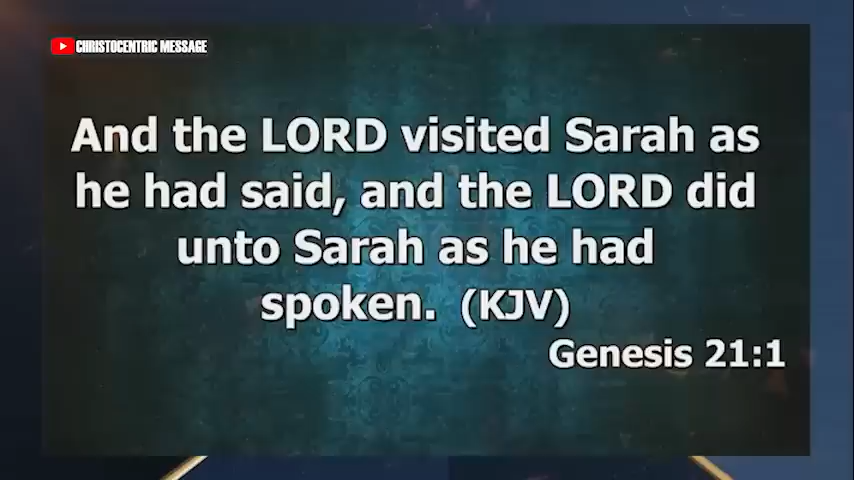 CHRISTOCENTRIC MESSAGE
And the LORD visited Sarah as
he had said, and the LORD did
unto Sarah as he had
spoken. (KJV)
Genesis 21:1